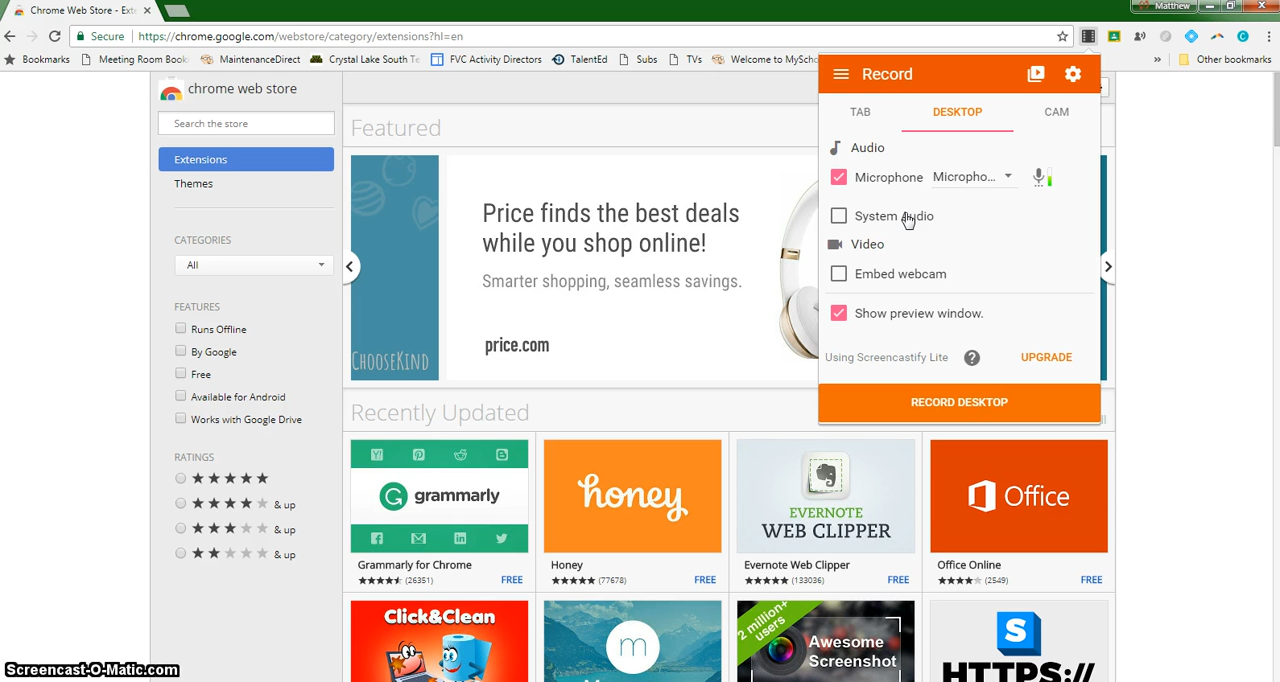 Chrome Web Store - Ext
Matthew
Secure
https://chrome.google.com/webstore/category/extensions?hl=en
Bookmarks
Meeting Room Book
MaintenanceDirect
Crystal Lake South Te
FVC Activity Directors
TalentEd
Subs
TVs
Welcome to MySch
»
Other bookmarks
chrome web store
Search the store
Extensions
Themes
CATEGORIES
All
FEATURES
Runs Offline
By Google
Free
Available for Android
Works with Google Drive
RATINGS
& up
& up
& up
Featured
CHOOSEKIND
Price finds the best deals
while you shop online!
Smarter shopping, seamless savings.
price.com
Record
TAB
DESKTOP
CAM
Audio
Microphone
Micropho...
System Audio
Video
Embed webcam
Show preview window.
Using Screencastify Lite
?
UPGRADE
RECORD DESKTOP
Recently Updated
grammarly
honey
EVERNOTE
WEB CLIPPER
Office
Grammarly for Chrome
(26351)
FREE
Honey
(77678)
FREE
Evernote Web Clipper
(133036)
FREE
Office Online
(2549)
FREE
Click&Clean
m
2 million+
users
Awesome
Screenshot
S
HTTPS://
Screencast-O-Matic.com